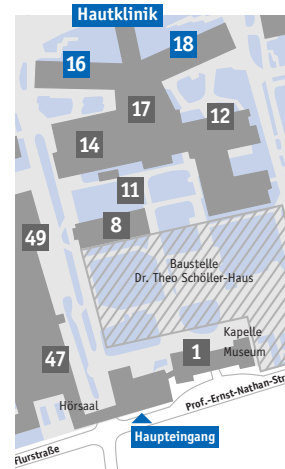 Hautklinik
18
16
17
12
14
11
8
49
Baustelle
Dr. Theo Schöller-Haus
Kapelle
1
Museum
47
Hörsaal
Prof.-Ernst-Nathan-Str
Haupteingang
Flurstraße